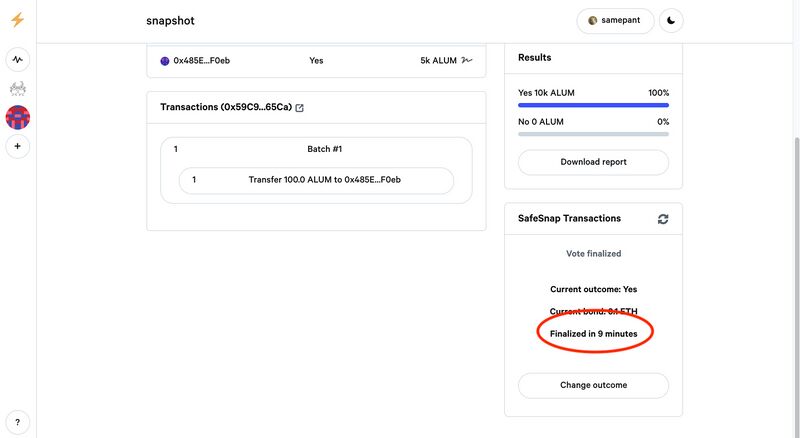 snapshot
samepant
0x485E...F0eb Yes 5k ALUM
Transactions (0x59C9...65Ca)
1 Batch #1
1 Transfer 100.0 ALUM to 0x485E...F0eb
Results
Yes 10k ALUM 100%
No 0 ALUM 0%
Download report
SafeSnap Transactions
Vote finalized
Current outcome: Yes
Current bond: 0.1 ETH
Finalized in 9 minutes
Change outcome
+
?